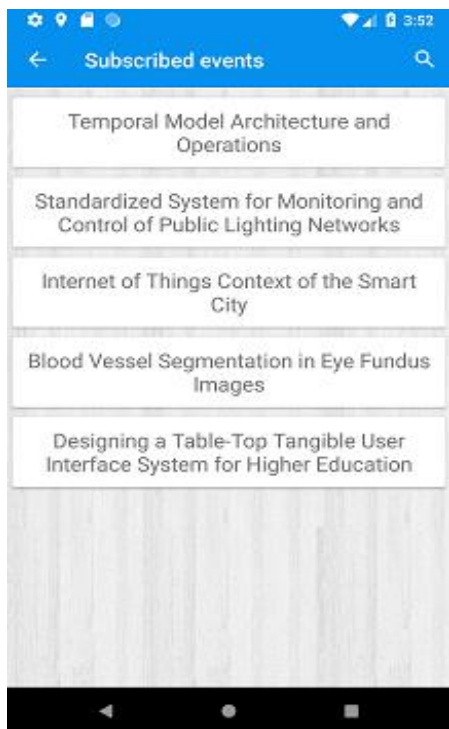 3:52
Subscribed events
Temporal Model Architecture and
Operations
Standardized System for Monitoring and
Control of Public Lighting Networks
Internet of Things Context of the Smart
City
Blood Vessel Segmentation in Eye Fundus
Images
Designing a Table-Top Tangible User
Interface System for Higher Education